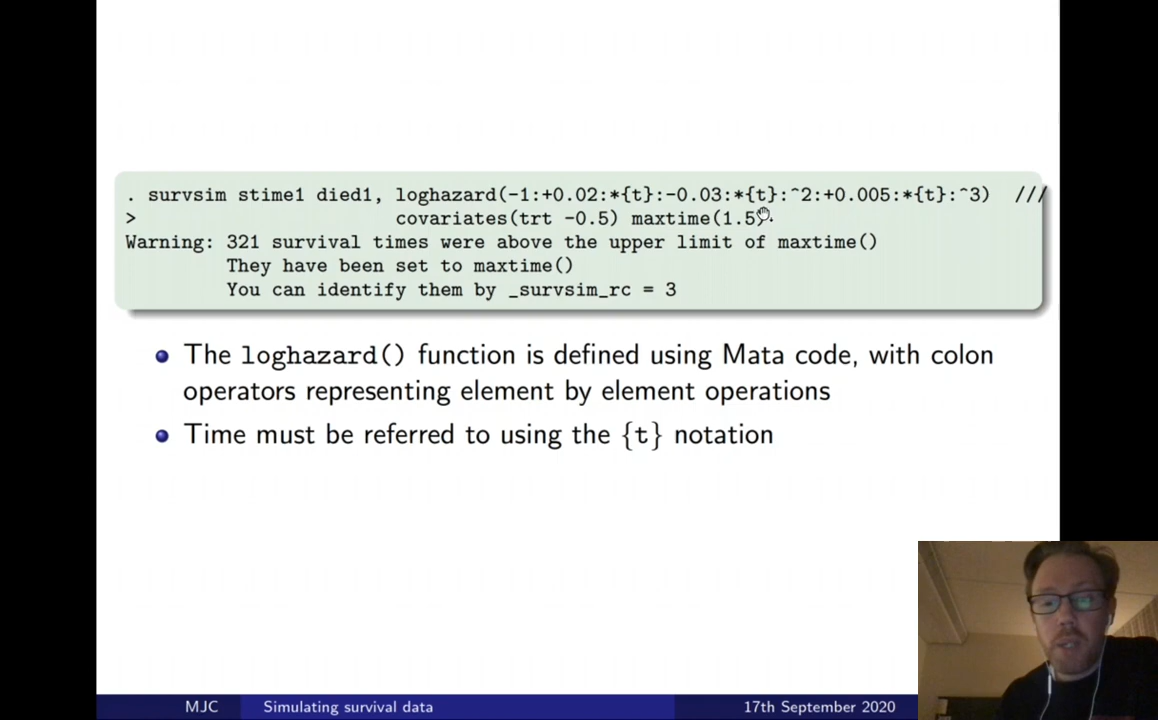 . survsim stime1 died1, loghazard(-1:+0.02:*{t}:-0.03:*{t}:^2:+0.005:*{t}:^3) ///
> covariates(trt -0.5) maxtime(1.5)
Warning: 321 survival times were above the upper limit of maxtime()
They have been set to maxtime()
You can identify them by _survsim_rc = 3
The loghazard() function is defined using Mata code, with colon
operators representing element by element operations
Time must be referred to using the {t} notation
MJC Simulating survival data 17th September 2020